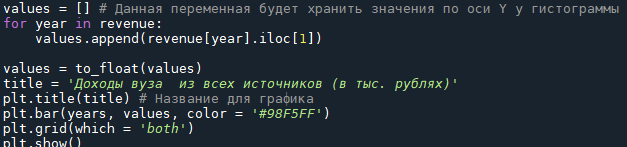 values = [] # Данная переменная будет хранить значения по оси Y у гистограммы
for year in revenue:
    values.append(revenue[year].iloc[1])

values = to_float(values)
title = 'Доходы вуза  из всех источников (в тыс. рублях)'
plt.title(title) # Название для графика
plt.bar(years, values, color = '#98F5FF')
plt.grid(which = 'both')
plt.show()